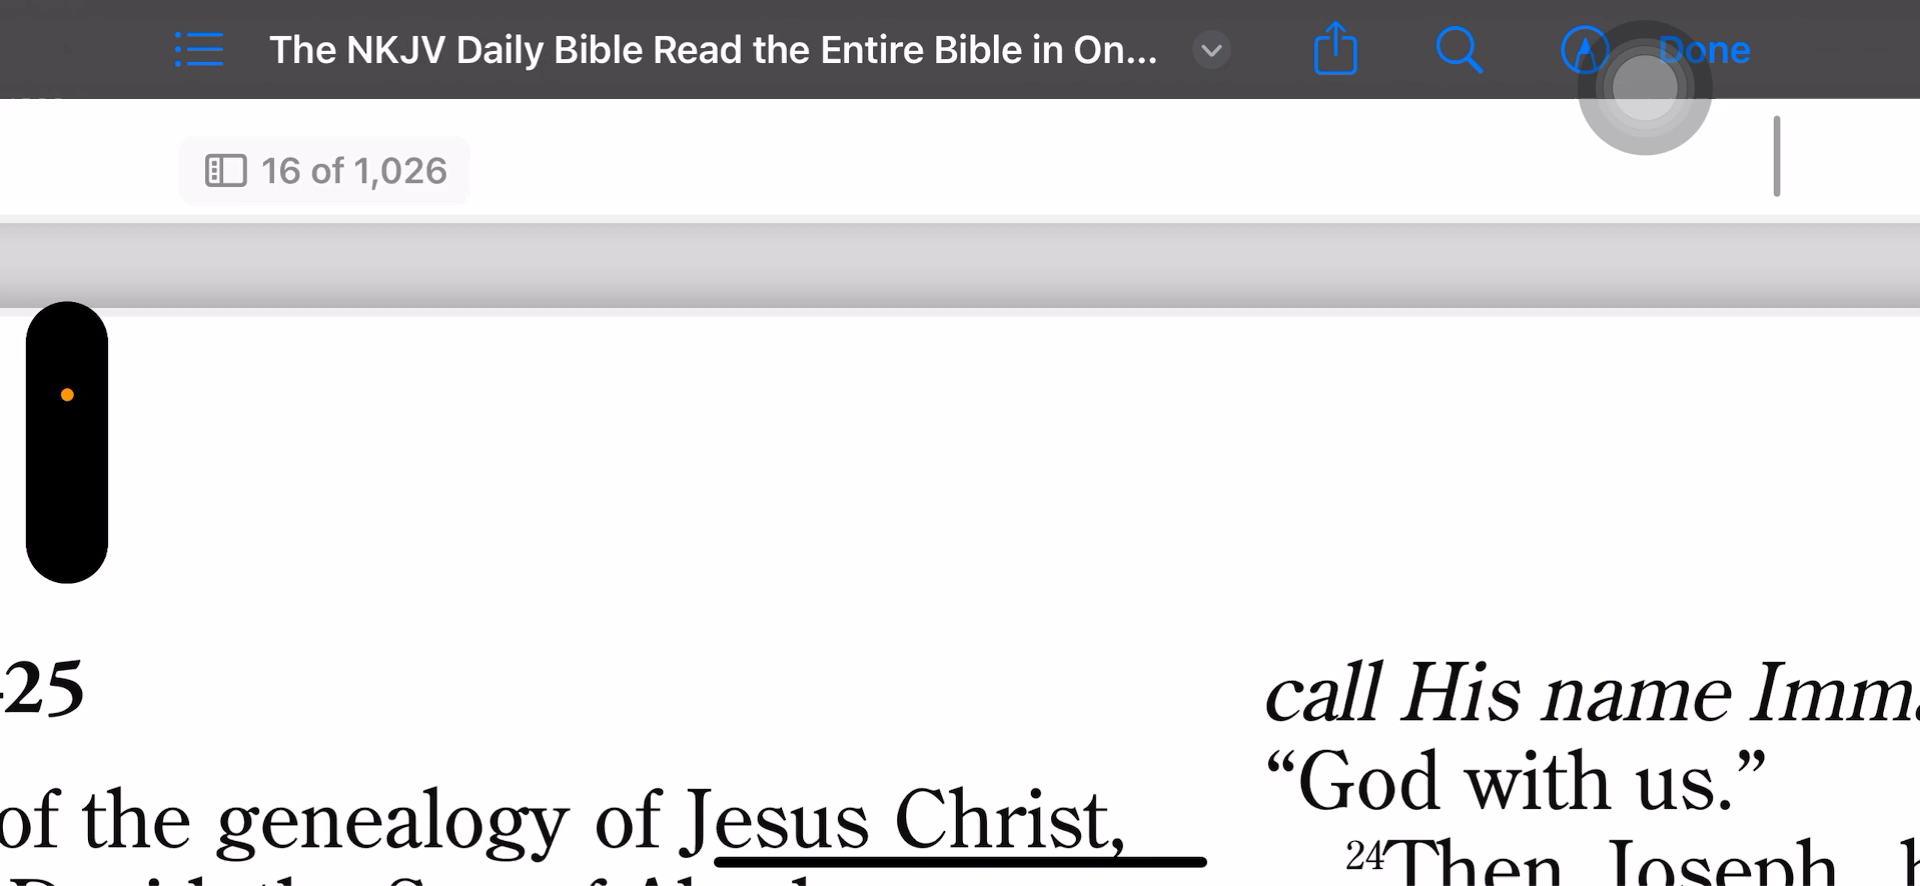 The NKJV Daily Bible Read the Entire Bible in On...
Done
16 of 1,026
-25
of the genealogy of Jesus Christ,
call His name Imma
“God with us.”
24Then Joseph,